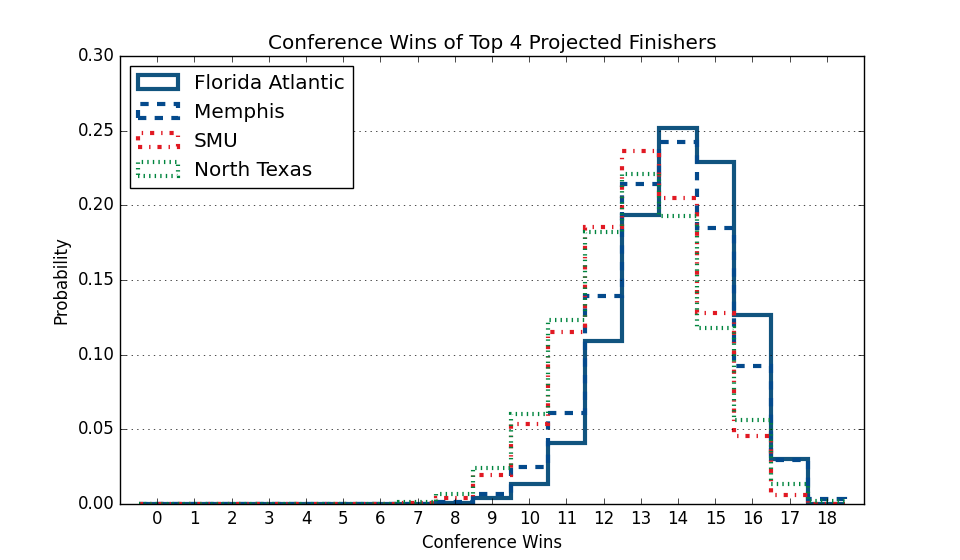 Conference Wins of Top 4 Projected Finishers
0.30
0.25
0.20
0.15
0.10
0.05
0.00
Probability
Florida Atlantic
Memphis
SMU
North Texas
0 1 2 3 4 5 6 7 8 9 10 11 12 13 14 15 16 17 18
Conference Wins